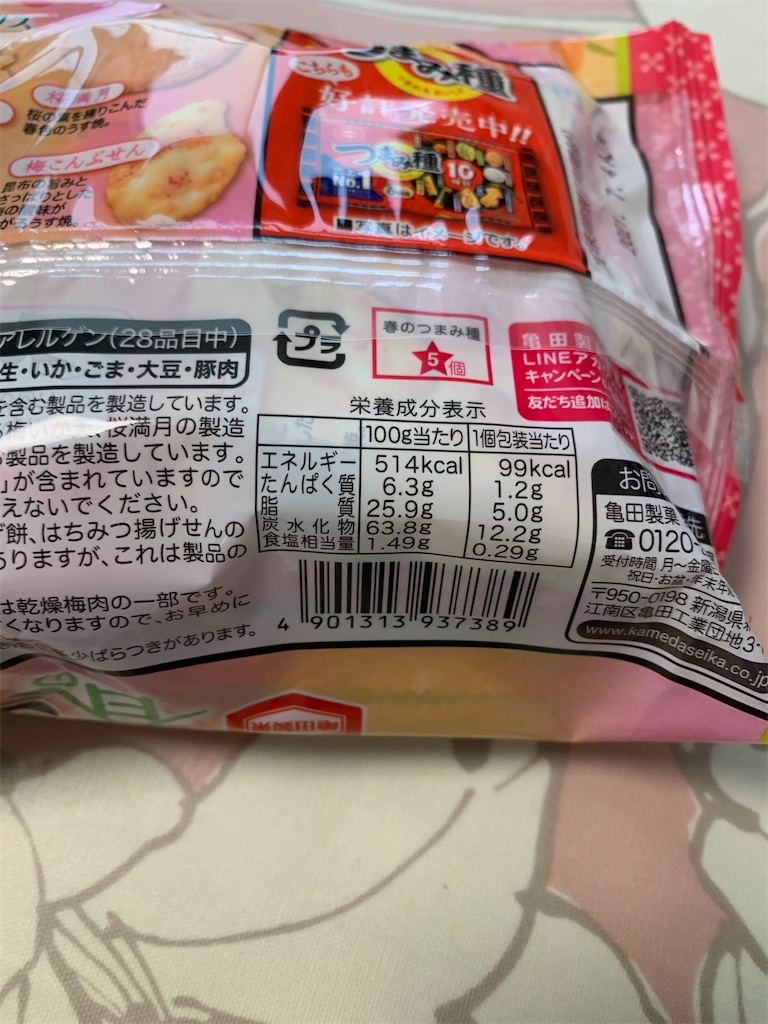 桜満月
桜の葉を練りこんだ
春色のうす焼。
梅こんぶせん
昆布の旨みと
さっぱりとした
つまみ種
こちらも
好評発売中!!
つまみ種
No.1
10
写真はイメージです。
アレルゲン(28品目中)
生・いか・ごま・大豆・豚肉
プラ
春のつまみ種
5個
亀田製
LINEア
キャンペーン
友だち追加は
を含む製品を製造しています。
桜満月の製造
製品を製造しています。
」が含まれていますので
えないでください。
餅、はちみつ揚げせんの
ありますが、これは製品の
は乾燥梅肉の一部です。
くなりますので、お早めに
少ばらつきがあります。
栄養成分表示
100g当たり 1個包装当たり
エネルギー 514kcal 99kcal
たんぱく質 6.3g 1.2g
脂質 25.9g 5.0g
炭水化物 63.8g 12.2g
食塩相当量 1.49g 0.29g
4 901313 937389
お問
亀田製菓
0120
受付時間 月~金曜
祝日・お盆・年末年
〒950-0198 新潟県
江南区亀田工業団地3-1
www.kamedaseika.co.jp
亀田製菓